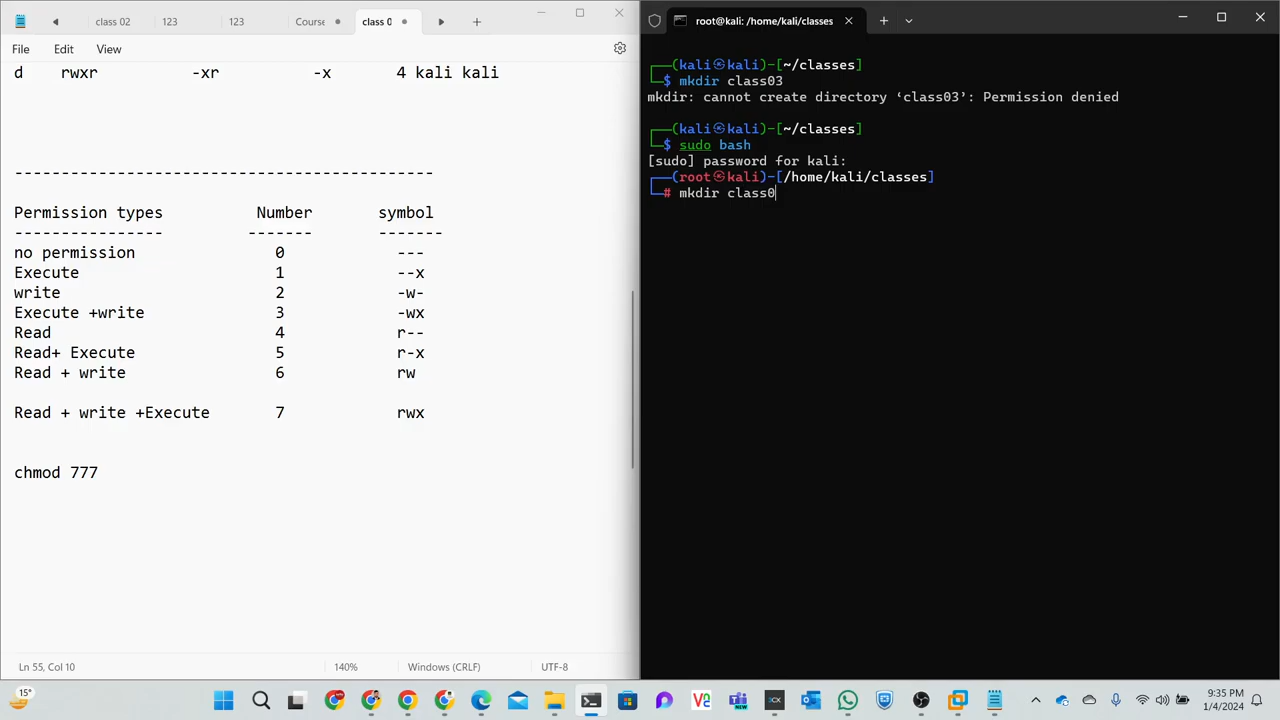 class 02 123 123 Course class 0
File Edit View
d rwxr -xr -x 4 kali kali
---------------------------------------------
Permission types Number symbol
---------------- ------- -------
no permission 0 ---
Execute 1 --x
write 2 -w-
Execute +write 3 -wx
Read 4 r--
Read+ Execute 5 r-x
Read + write 6 rw
Read + write +Execute 7 rwx
chmod 777
Ln 55, Col 10 140% Windows (CRLF) UTF-8
root@kali: /home/kali/classes
┌──(kali㉿kali)-[~/classes]
└─$ mkdir class03
mkdir: cannot create directory ‘class03’: Permission denied
┌──(kali㉿kali)-[~/classes]
└─$ sudo bash
[sudo] password for kali:
┌──(root㉿kali)-[/home/kali/classes]
└─# mkdir class0
15°
9:35 PM
1/4/2024